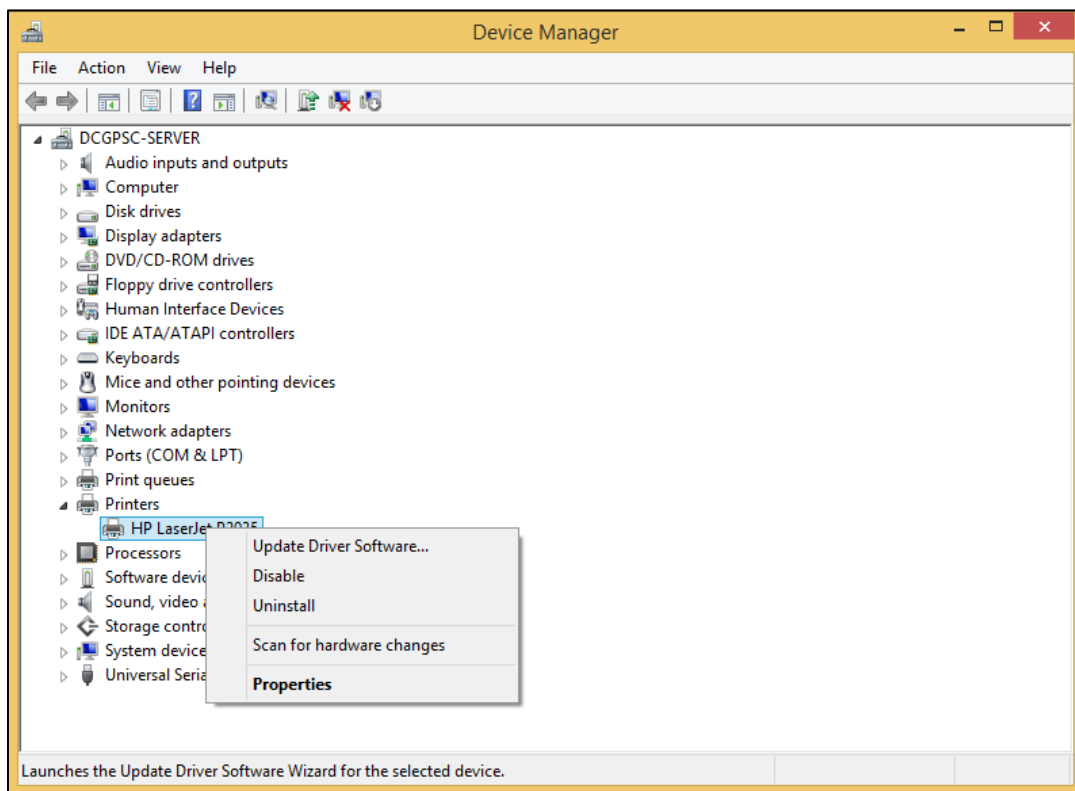 Device Manager
File Action View Help
DCGPSC-SERVER
Audio inputs and outputs
Computer
Disk drives
Display adapters
DVD/CD-ROM drives
Floppy drive controllers
Human Interface Devices
IDE ATA/ATAPI controllers
Keyboards
Mice and other pointing devices
Monitors
Network adapters
Ports (COM & LPT)
Print queues
Printers
HP LaserJet
Processors
Software devic
Sound, video
Storage contro
System device
Universal Seria
Update Driver Software...
Disable
Uninstall
Scan for hardware changes
Properties
Launches the Update Driver Software Wizard for the selected device.